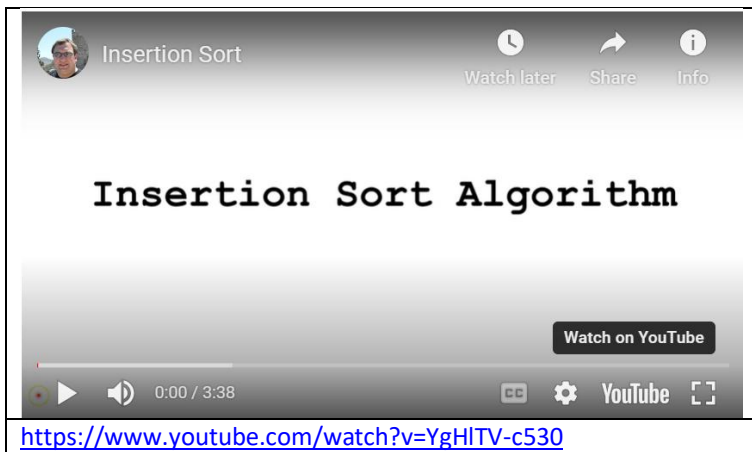 Insertion Sort
Watch later Share Info
Insertion Sort Algorithm
Watch on YouTube
0:00 / 3:38 CC YouTube
https://www.youtube.com/watch?v=YgHlTV-c530